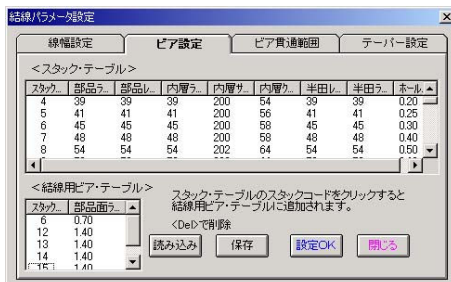 結線パラメータ設定
線幅設定 ビア設定 ビア貫通範囲 テーパー設定
<スタック・テーブル>
スタック... 部品ラ... 部品レ... 内層ラ... 内層サ... 内層ク... 半田レ... 半田ラ... ホール
4 39 39 39 200 54 39 39 0.20
5 41 41 41 200 56 41 41 0.25
6 45 45 45 200 58 45 45 0.30
7 48 48 48 200 58 48 48 0.40
8 54 54 54 202 64 54 54 0.50
<結線用ビア・テーブル>
スタック... 部品面ラ...
6 0.70
12 1.40
13 1.40
14 1.40
15 1.40
スタック・テーブルのスタックコードをクリックすると
結線用ビア・テーブルに追加されます。
<Del>で削除
読み込み 保存 設定OK 閉じる